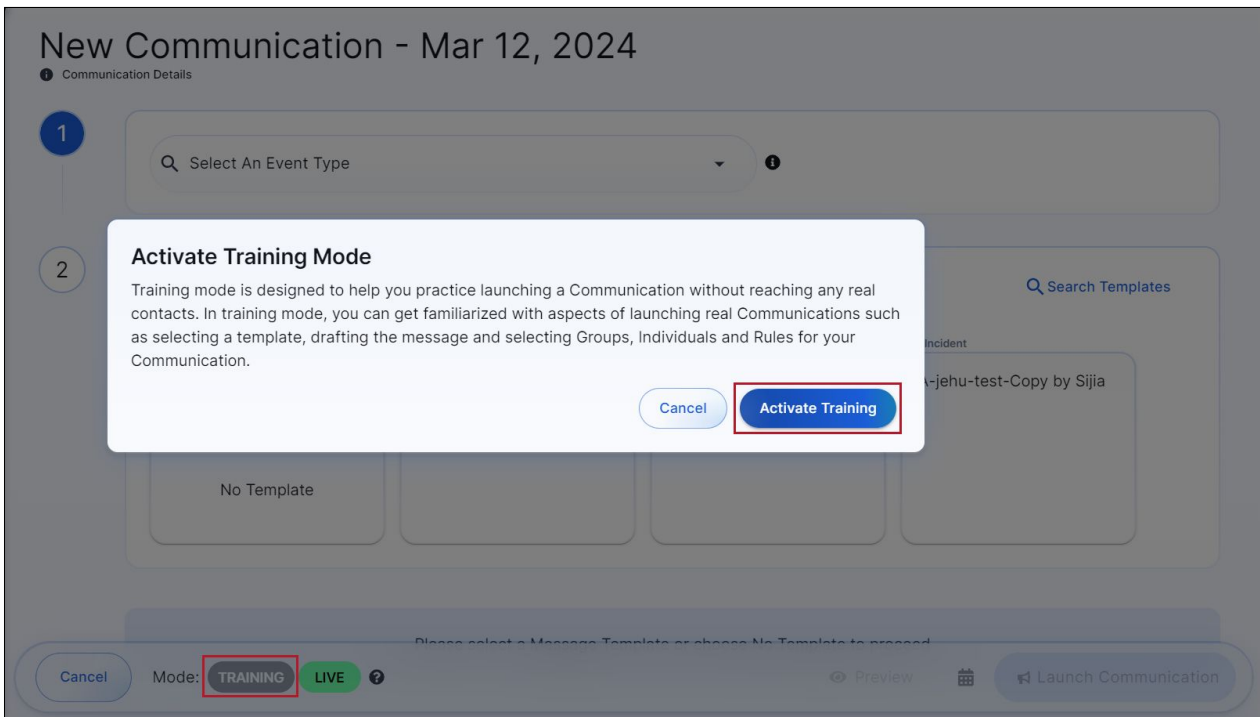 New Communication - Mar 12, 2024
Communication Details
1
Select An Event Type
2
Search Templates
Activate Training Mode
Training mode is designed to help you practice launching a Communication without reaching any real
contacts. In training mode, you can get familiarized with aspects of launching real Communications such
as selecting a template, drafting the message and selecting Groups, Individuals and Rules for your
Communication.
Cancel
Activate Training
Incident
-jehu-test-Copy by Sijia
No Template
Please select a Message Template or choose No Template to proceed
Cancel
Mode:
TRAINING
LIVE
Preview
Launch Communication